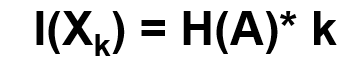 I(Xₖ) = H(A)* k